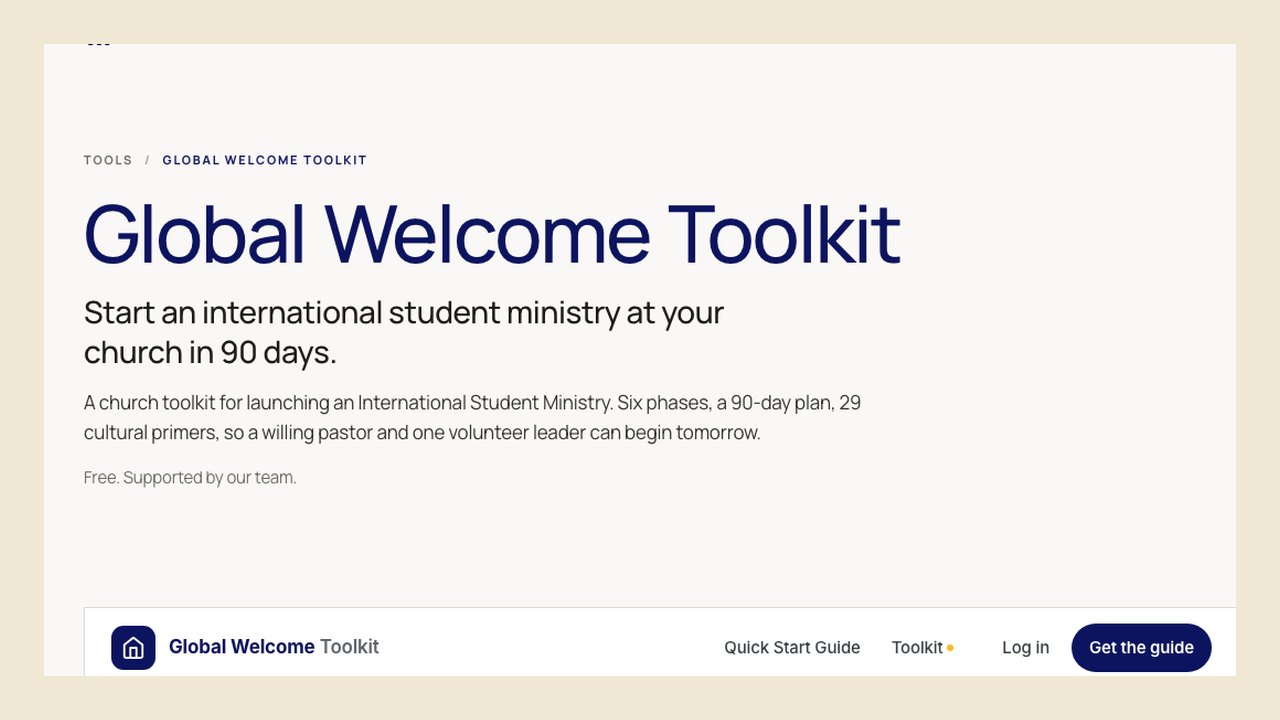 TOOLS / GLOBAL WELCOME TOOLKIT
Global Welcome Toolkit
Start an international student ministry at your
church in 90 days.
A church toolkit for launching an International Student Ministry. Six phases, a 90-day plan, 29
cultural primers, so a willing pastor and one volunteer leader can begin tomorrow.
Free. Supported by our team.
Global Welcome Toolkit
Quick Start Guide
Toolkit
Log in
Get the guide